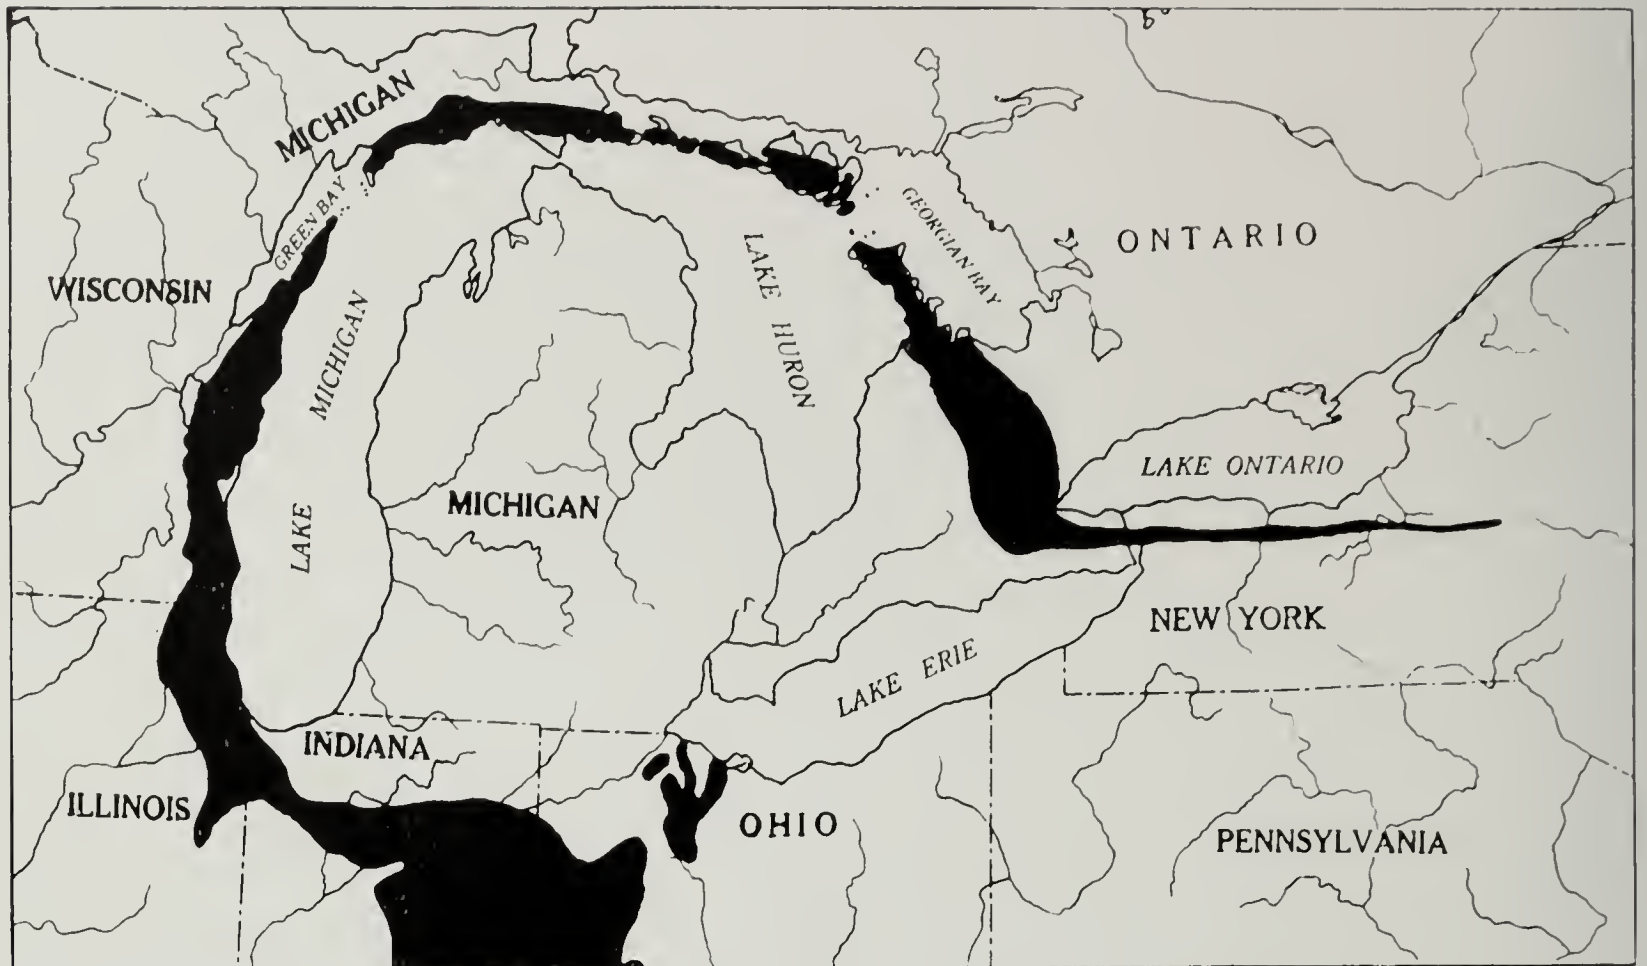 MICHIGAN
GREEN BAY
GEORGIAN BAY
ONTARIO
WISCONSIN
LAKE HURON
LAKE MICHIGAN
LAKE ONTARIO
MICHIGAN
NEW YORK
LAKE ERIE
INDIANA
ILLINOIS
OHIO
PENNSYLVANIA